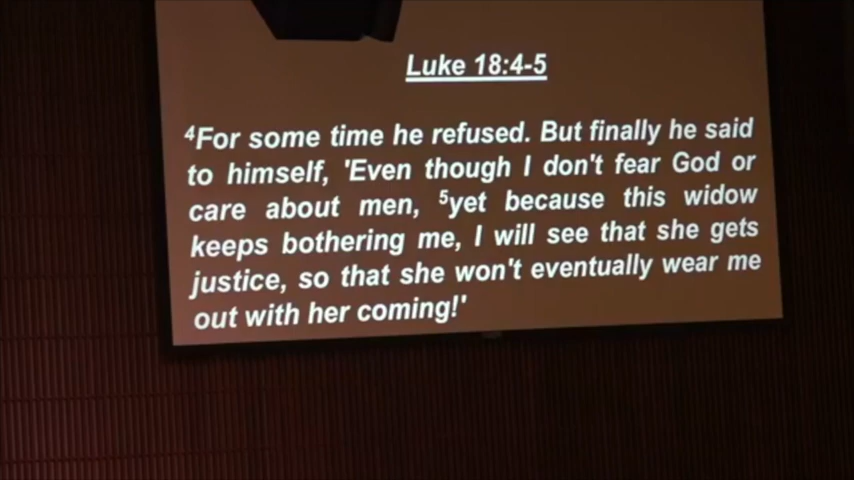 Luke 18:4-5
⁴For some time he refused. But finally he said
to himself, 'Even though I don't fear God or
care about men, ⁵yet because this widow
keeps bothering me, I will see that she gets
justice, so that she won't eventually wear me
out with her coming!'